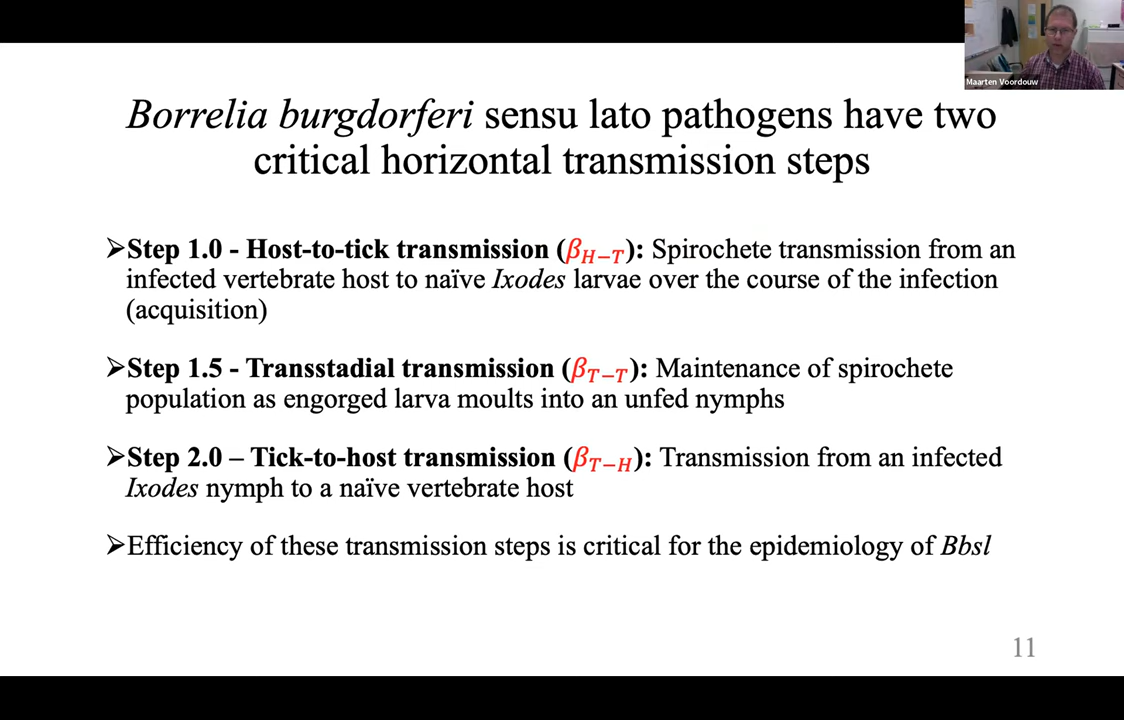 Maarten Voordouw
Borrelia burgdorferi sensu lato pathogens have two
critical horizontal transmission steps
➢Step 1.0 - Host-to-tick transmission (β_H−T): Spirochete transmission from an
infected vertebrate host to naïve Ixodes larvae over the course of the infection
(acquisition)
➢Step 1.5 - Transstadial transmission (β_T−T): Maintenance of spirochete
population as engorged larva moults into an unfed nymphs
➢Step 2.0 – Tick-to-host transmission (β_T−H): Transmission from an infected
Ixodes nymph to a naïve vertebrate host
➢Efficiency of these transmission steps is critical for the epidemiology of Bbsl
11